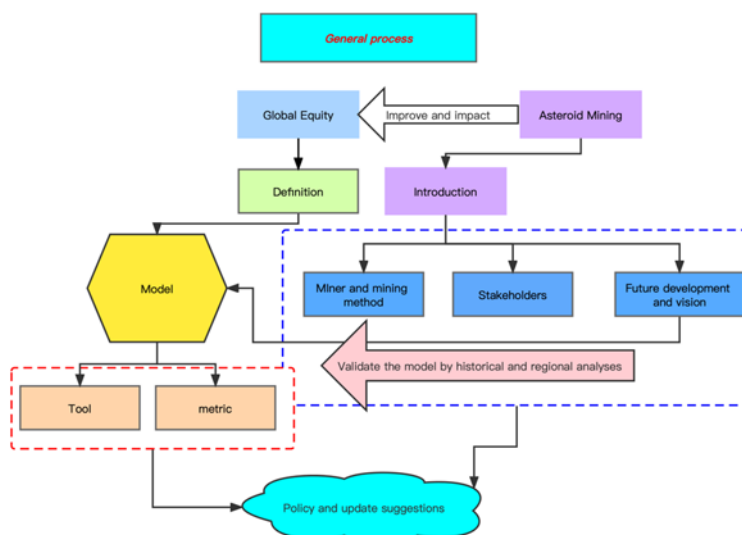 General process
Global Equity
Improve and impact
Asteroid Mining
Definition
Introduction
Model
MIner and mining
method
Stakeholders
Future development
and vision
Validate the model by historical and regional analyses
Tool
metric
Policy and update suggestions